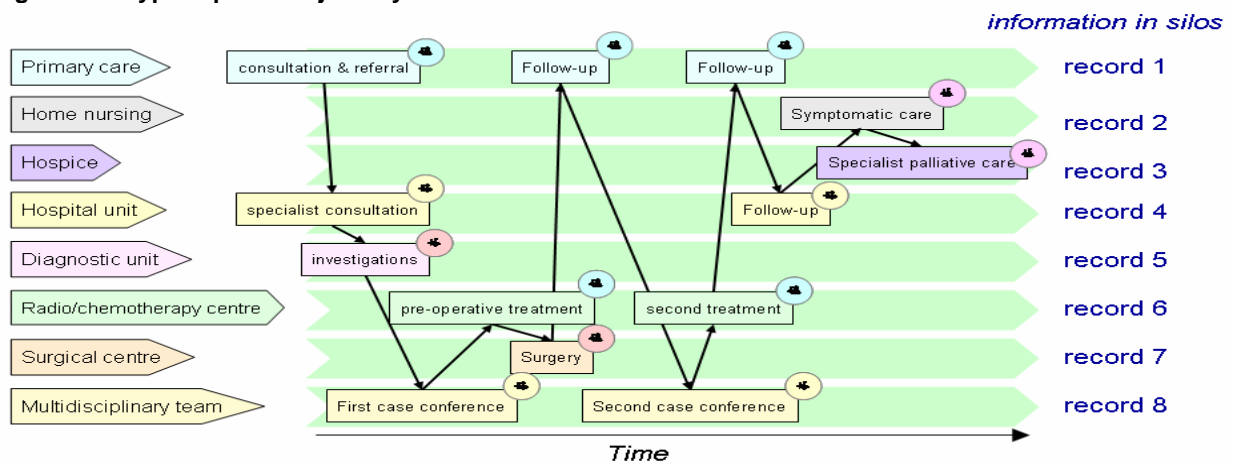 information in silos
Primary care
consultation & referral
Follow-up
Follow-up
record 1
Home nursing
Symptomatic care
record 2
Hospice
Specialist palliative care
record 3
Hospital unit
specialist consultation
Follow-up
record 4
Diagnostic unit
investigations
record 5
Radio/chemotherapy centre
pre-operative treatment
second treatment
record 6
Surgical centre
Surgery
record 7
Multidisciplinary team
First case conference
Second case conference
record 8
Time